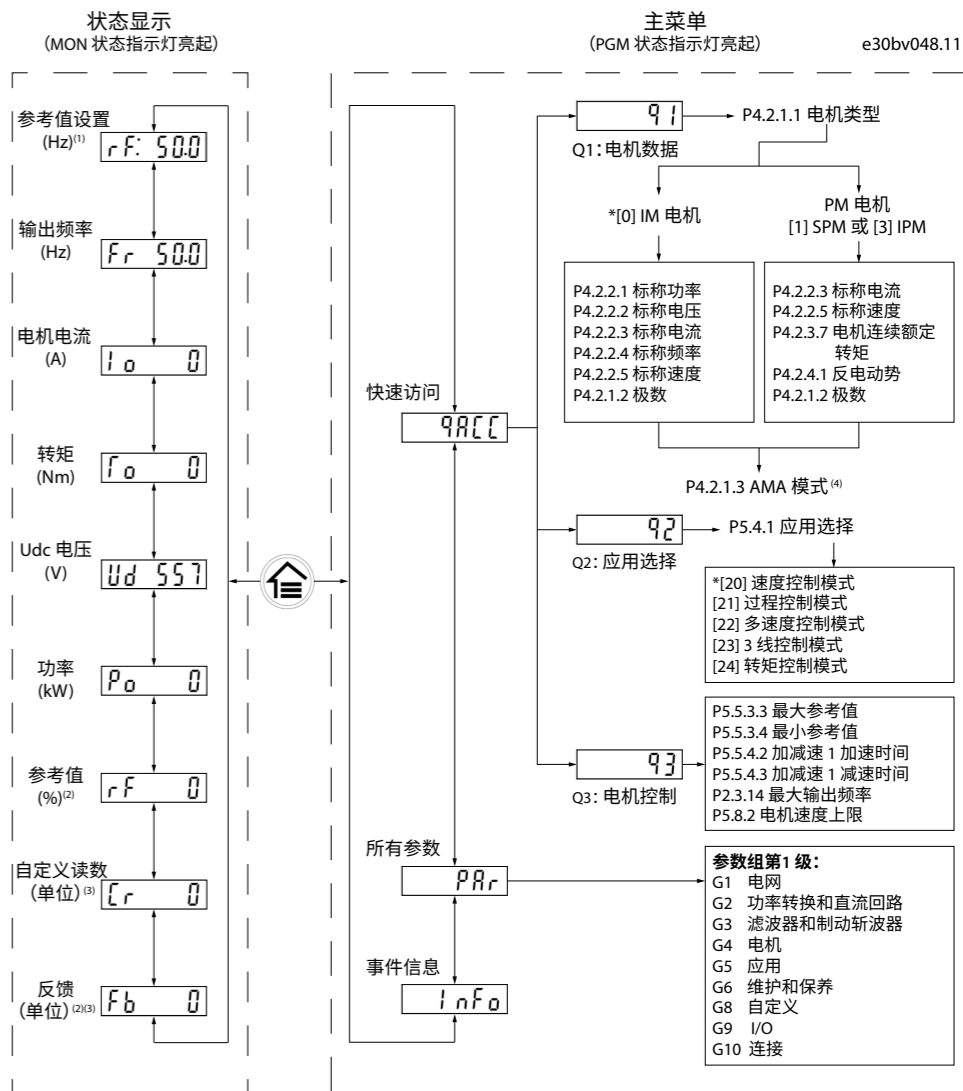 状态显示
（MON 状态指示灯亮起）
主菜单
（PGM 状态指示灯亮起）
e30bv048.11
参考值设置
(Hz)⁽¹⁾
rF: 50.0
输出频率
(Hz)
Fr 50.0
电机电流
(A)
Io 0
转矩
(Nm)
To 0
Udc 电压
(V)
Ud 557
功率
(kW)
Po 0
参考值
(%)⁽²⁾
rF 0
自定义读数
（单位）⁽³⁾
Cr 0
反馈
（单位）⁽²⁾⁽³⁾
Fb 0
快速访问
qACC
所有参数
PAr
事件信息
InFo
q1
Q1：电机数据
P4.2.1.1 电机类型
*[0] IM 电机
PM 电机
[1] SPM 或 [3] IPM
P4.2.2.1 标称功率
P4.2.2.2 标称电压
P4.2.2.3 标称电流
P4.2.2.4 标称频率
P4.2.2.5 标称速度
P4.2.1.2 极数
P4.2.2.3 标称电流
P4.2.2.5 标称速度
P4.2.3.7 电机连续额定
转矩
P4.2.4.1 反电动势
P4.2.1.2 极数
P4.2.1.3 AMA 模式⁽⁴⁾
q2
Q2：应用选择
P5.4.1 应用选择
*[20] 速度控制模式
[21] 过程控制模式
[22] 多速度控制模式
[23] 3 线控制模式
[24] 转矩控制模式
q3
Q3：电机控制
P5.5.3.3 最大参考值
P5.5.3.4 最小参考值
P5.5.4.2 加减速 1 加速时间
P5.5.4.3 加减速 1 减速时间
P2.3.14 最大输出频率
P5.8.2 电机速度上限
参数组第1 级：
G1 电网
G2 功率转换和直流回路
G3 滤波器和制动斩波器
G4 电机
G5 应用
G6 维护和保养
G8 自定义
G9 I/O
G10 连接